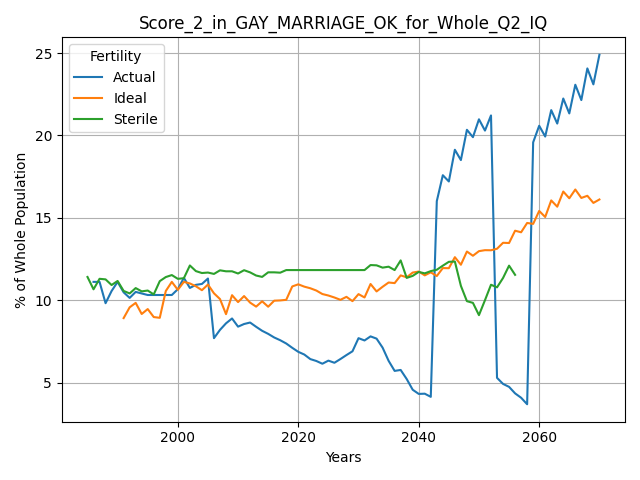 Score_2_in_GAY_MARRIAGE_OK_for_Whole_Q2_IQ
Fertility
Actual
Ideal
Sterile
% of Whole Population
25
20
15
10
5
2000
2020
2040
2060
Years